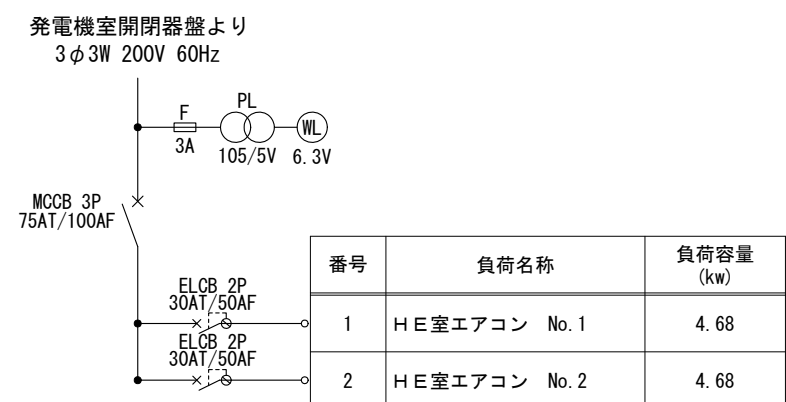 発電機室開閉器盤より
3φ3W 200V 60Hz
F
PL
WL
3A
105/5V
6.3V
MCCB 3P
75AT/100AF
番号
負荷名称
負荷容量
(kw)
ELCB 2P
30AT/50AF
1
HE室エアコン No.1
4.68
ELCB 2P
30AT/50AF
2
HE室エアコン No.2
4.68